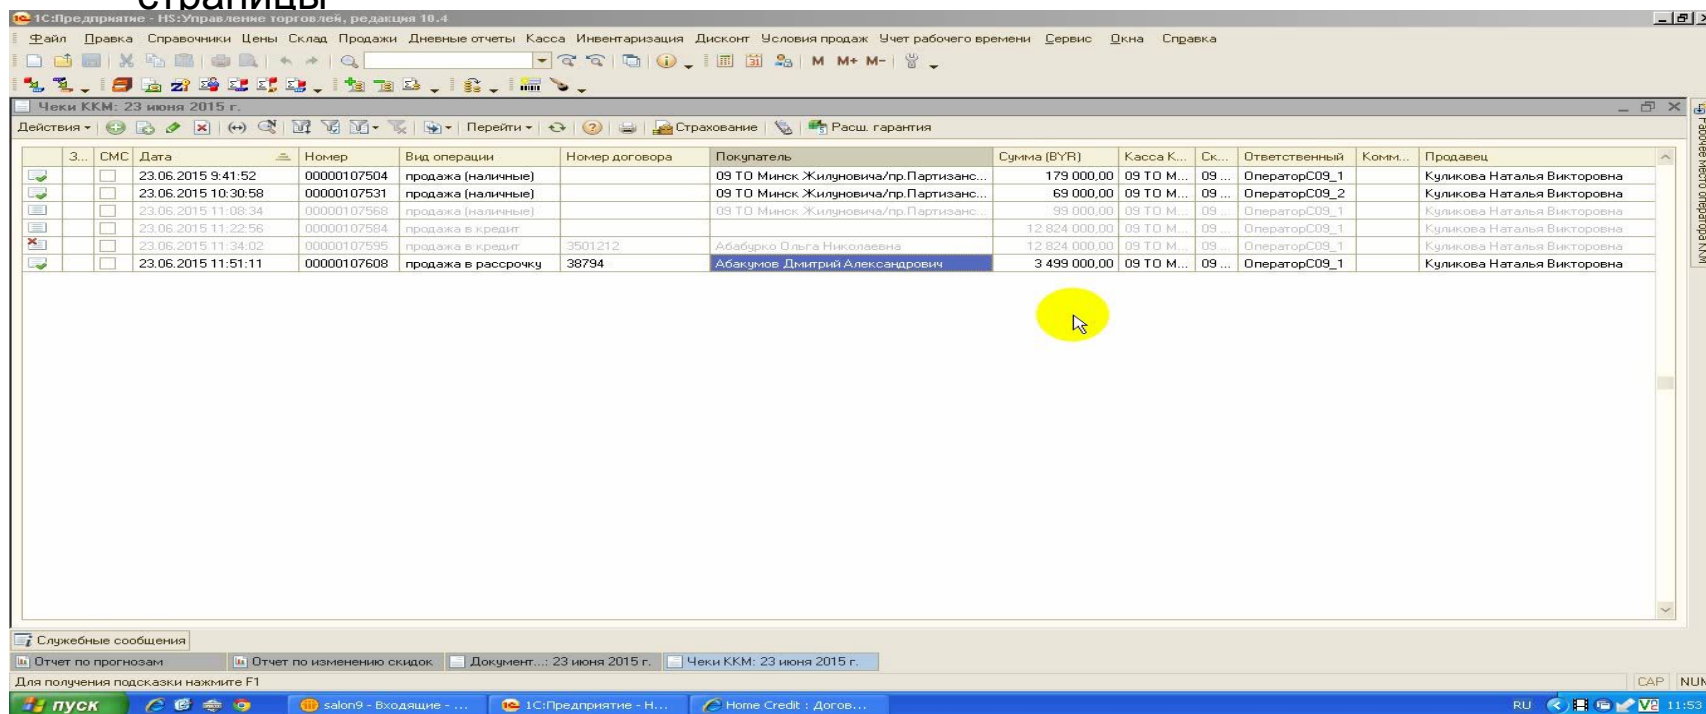 страницы
1С:Предприятие - HS:Управление торговлей, редакция 10.4
Файл Правка Справочники Цены Склад Продажи Дневные отчеты Касса Инвентаризация Дисконт Условия продаж Учет рабочего времени Сервис Окна Справка
M M+ M-
Чеки ККМ: 23 июня 2015 г.
Действия Перейти Страхование Расш. гарантия
З... СМС Дата Номер Вид операции Номер договора Покупатель Сумма (BYR) Касса К... Ск... Ответственный Комм... Продавец
23.06.2015 9:41:52 00000107504 продажа (наличные) 09 ТО Минск Жилуновича/пр.Партизанс... 179 000,00 09 ТО М... 09 ... ОператорС09_1 Куликова Наталья Викторовна
23.06.2015 10:30:58 00000107531 продажа (наличные) 09 ТО Минск Жилуновича/пр.Партизанс... 69 000,00 09 ТО М... 09 ... ОператорС09_2 Куликова Наталья Викторовна
23.06.2015 11:08:34 00000107568 продажа (наличные) 09 ТО Минск Жилуновича/пр.Партизанс... 99 000,00 09 ТО М... 09 ... ОператорС09_1 Куликова Наталья Викторовна
23.06.2015 11:22:56 00000107584 продажа в кредит 12 824 000,00 09 ТО М... 09 ... ОператорС09_1 Куликова Наталья Викторовна
23.06.2015 11:34:02 00000107595 продажа в кредит 3501212 Абабурко Ольга Николаевна 12 824 000,00 09 ТО М... 09 ... ОператорС09_1 Куликова Наталья Викторовна
23.06.2015 11:51:11 00000107608 продажа в рассрочку 38794 Абакумов Дмитрий Александрович 3 499 000,00 09 ТО М... 09 ... ОператорС09_1 Куликова Наталья Викторовна
Рабочее место оператора ККМ
Служебные сообщения
Отчет по прогнозам Отчет по изменению скидок Документ...: 23 июня 2015 г. Чеки ККМ: 23 июня 2015 г.
Для получения подсказки нажмите F1 CAP NUM
пуск salon9 - Входящие - ... 1С:Предприятие - Н... Home Credit : Догов... RU 11:53